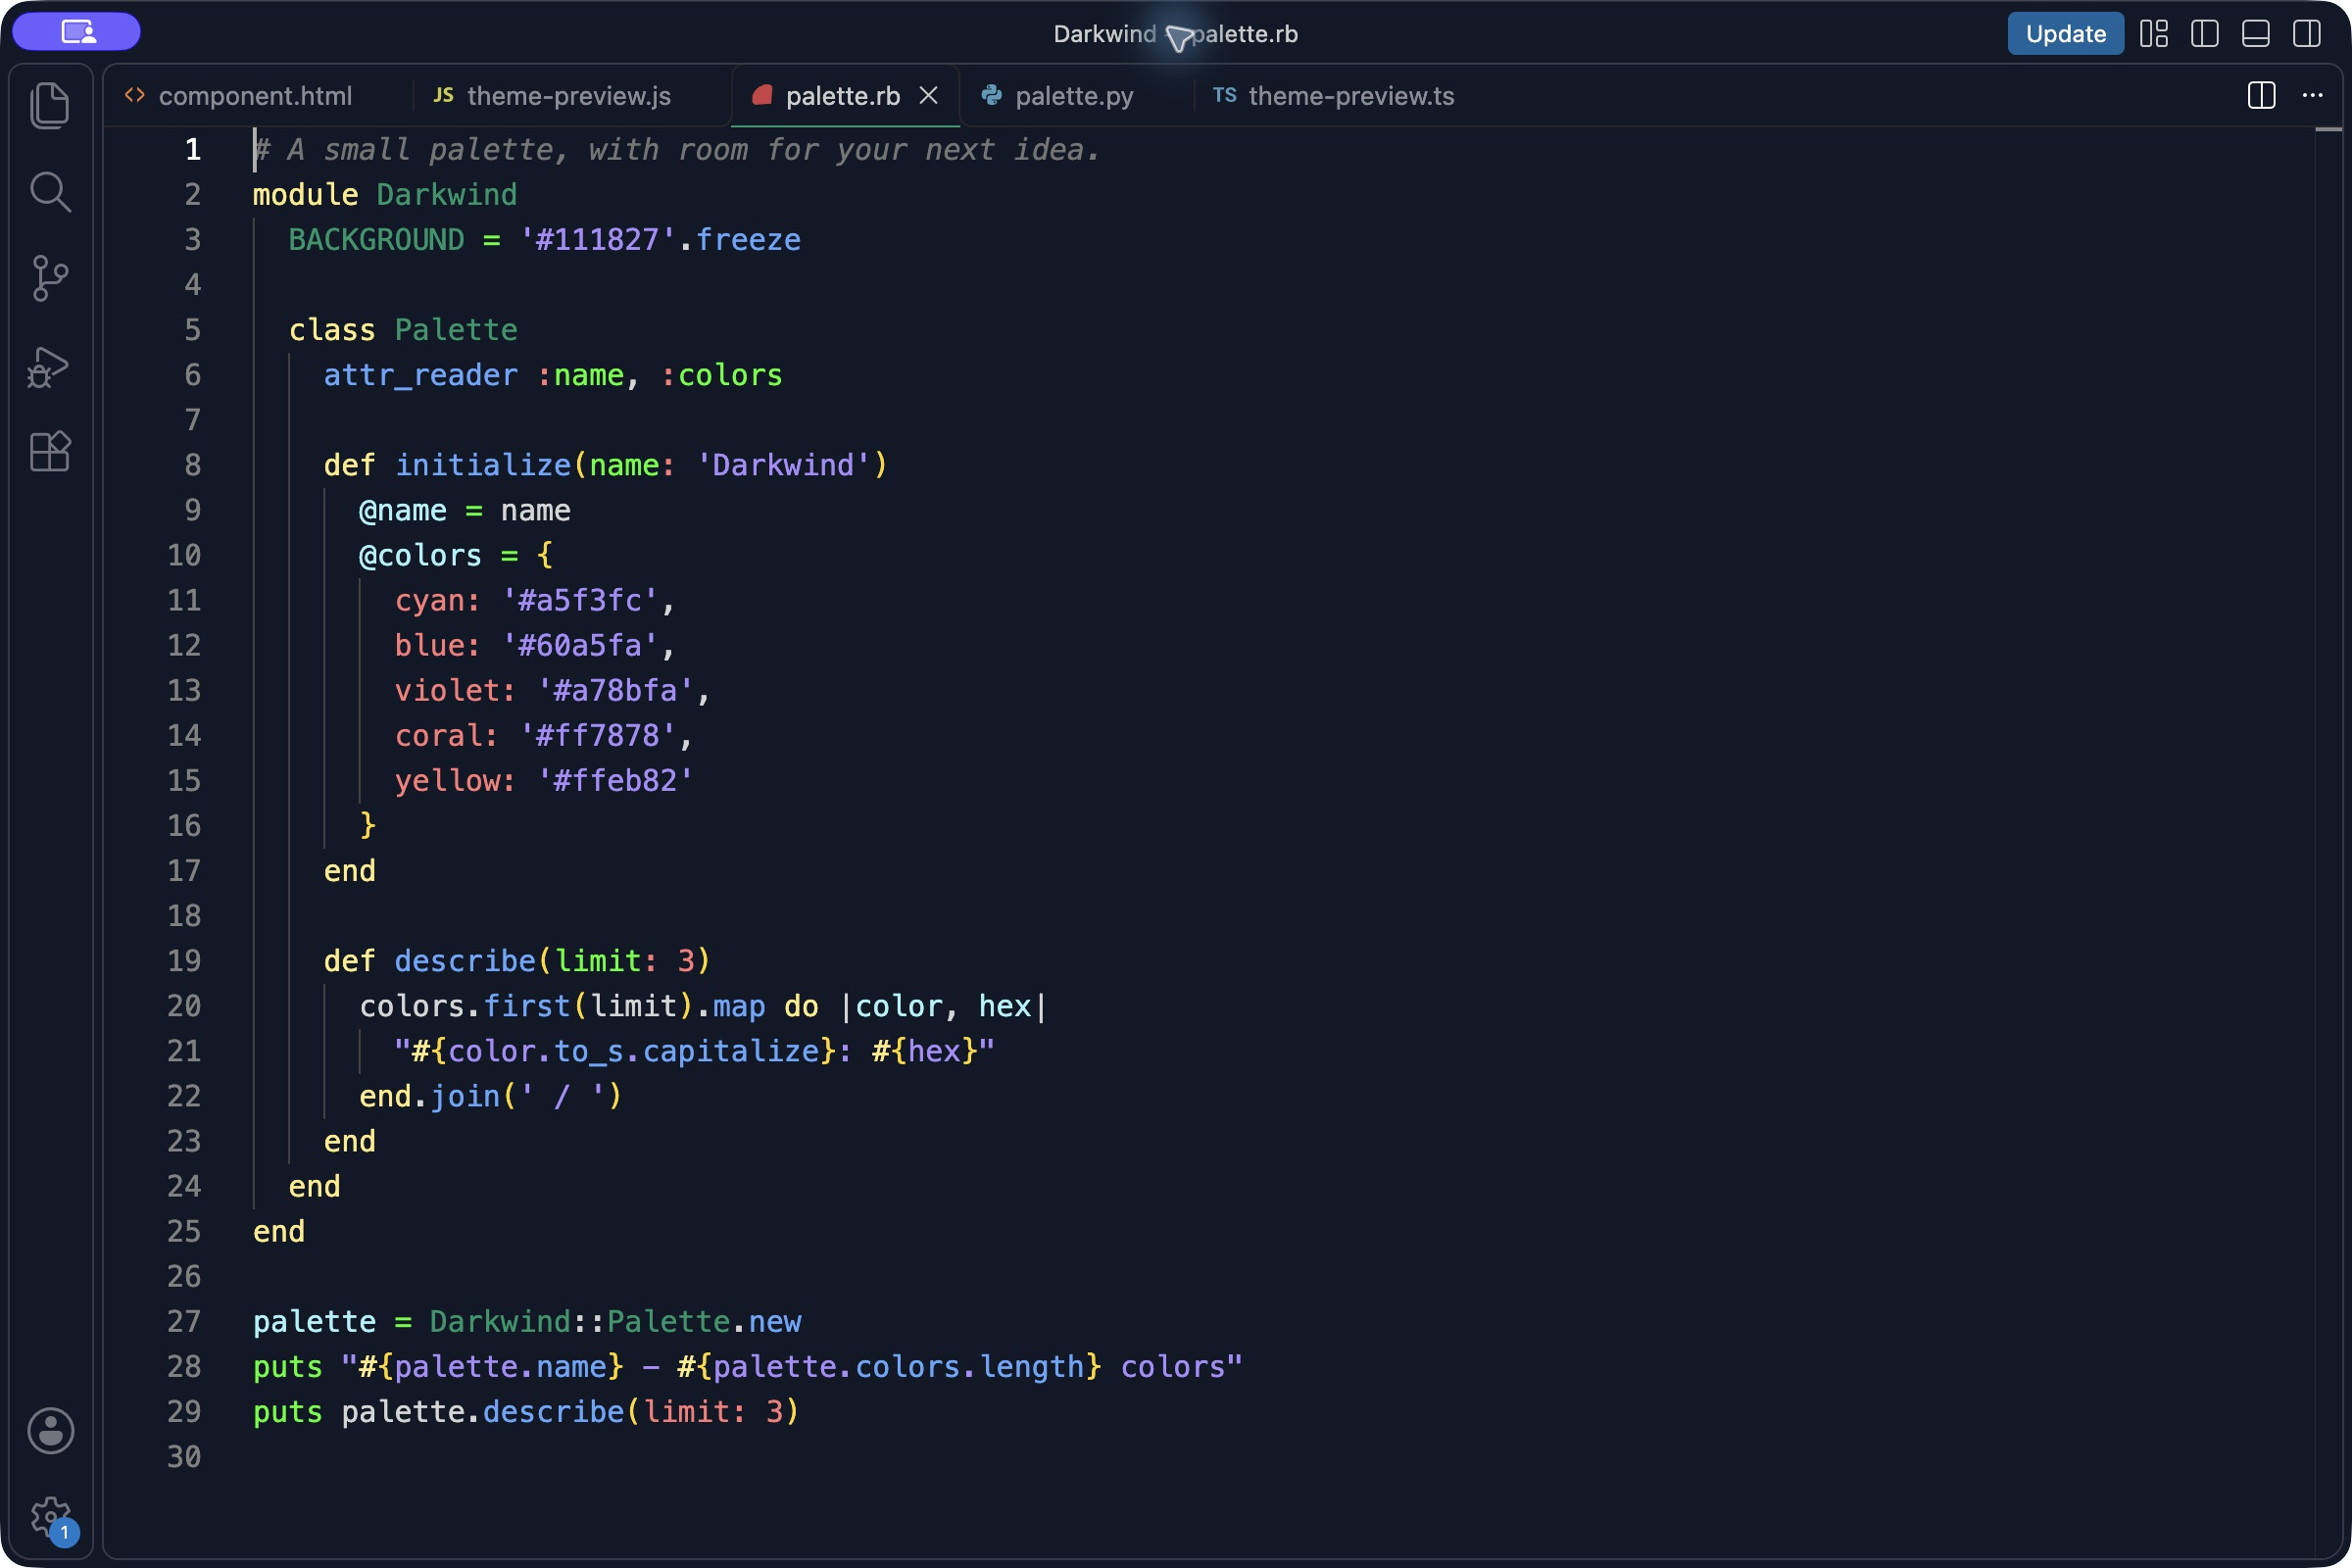 Darkwind palette.rb
Update
component.html
JS theme-preview.js
palette.rb
palette.py
TS theme-preview.ts
1 # A small palette, with room for your next idea.
2 module Darkwind
3   BACKGROUND = '#111827'.freeze
4
5   class Palette
6     attr_reader :name, :colors
7
8     def initialize(name: 'Darkwind')
9       @name = name
10       @colors = {
11         cyan: '#a5f3fc',
12         blue: '#60a5fa',
13         violet: '#a78bfa',
14         coral: '#ff7878',
15         yellow: '#ffeb82'
16       }
17     end
18
19     def describe(limit: 3)
20       colors.first(limit).map do |color, hex|
21         "#{color.to_s.capitalize}: #{hex}"
22       end.join(' / ')
23     end
24   end
25 end
26
27 palette = Darkwind::Palette.new
28 puts "#{palette.name} — #{palette.colors.length} colors"
29 puts palette.describe(limit: 3)
30
1